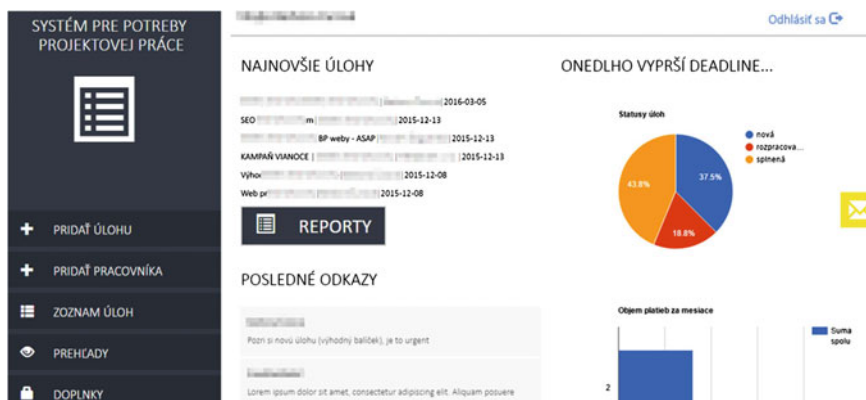 SYSTÉM PRE POTREBY
PROJEKTOVEJ PRÁCE
PRIDAŤ ÚLOHU
PRIDAŤ PRACOVNÍKA
ZOZNAM ÚLOH
PREHĽADY
DOPLNKY
Odhlásiť sa
NAJNOVŠIE ÚLOHY
| 2016-03-05
SEO m | 2015-12-13
BP weby - ASAP | 2015-12-13
KAMPAŇ VIANOCE | | 2015-12-13
| 2015-12-08
Web | 2015-12-08
REPORTY
POSLEDNÉ ODKAZY
Pozri si novú úlohu (výhodný balíček), je to urgent
Lorem ipsum dolor sit amet, consectetur adipiscing elit. Aliquam posuere
ONEDLHO VYPRŠÍ DEADLINE...
Statusy úloh
nová
rozpracova...
splnená
43.8%
37.5%
18.8%
Objem platieb za mesiace
Suma
spolu
2